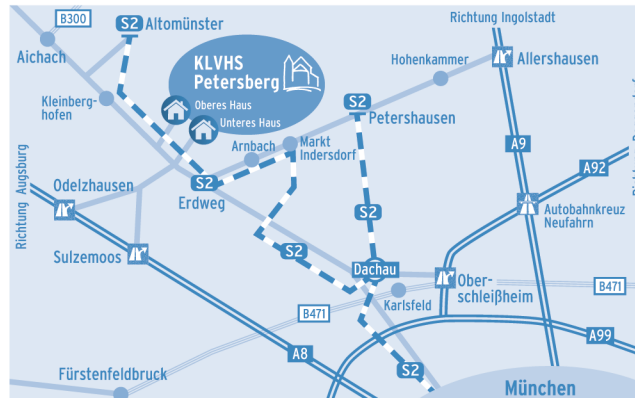 B300
S2 Altomünster
Richtung Ingolstadt
Aichach
KLVHS
Petersberg
Hohenkammer
Allershausen
Kleinberg-
hofen
Oberes Haus
Unteres Haus
S2
Petershausen
Arnbach
Markt
Indersdorf
A9
A92
S2
Erdweg
Odelzhausen
S2
Autobahnkreuz
Neufahrn
Richtung Augsburg
Sulzemoos
S2
Dachau
Ober-
schleißheim
Karlsfeld
B471
B471
A99
A8
S2
Fürstenfeldbruck
München